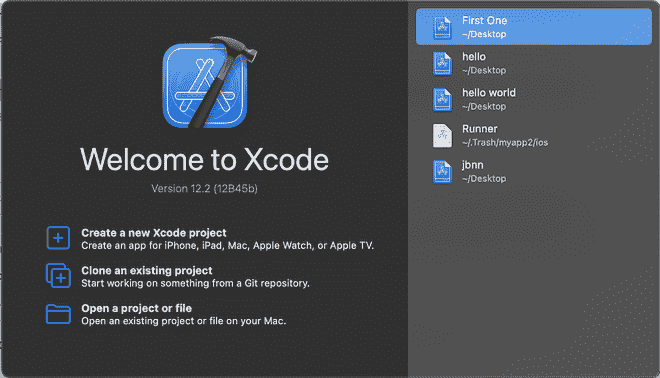 Welcome to Xcode
Version 12.2 (12B45b)
Create a new Xcode project
Create an app for iPhone, iPad, Mac, Apple Watch, or Apple TV.
Clone an existing project
Start working on something from a Git repository.
Open a project or file
Open an existing project or file on your Mac.
First One
~/Desktop
hello
~/Desktop
hello world
~/Desktop
Runner
~/.Trash/myapp2/ios
jbnn
~/Desktop